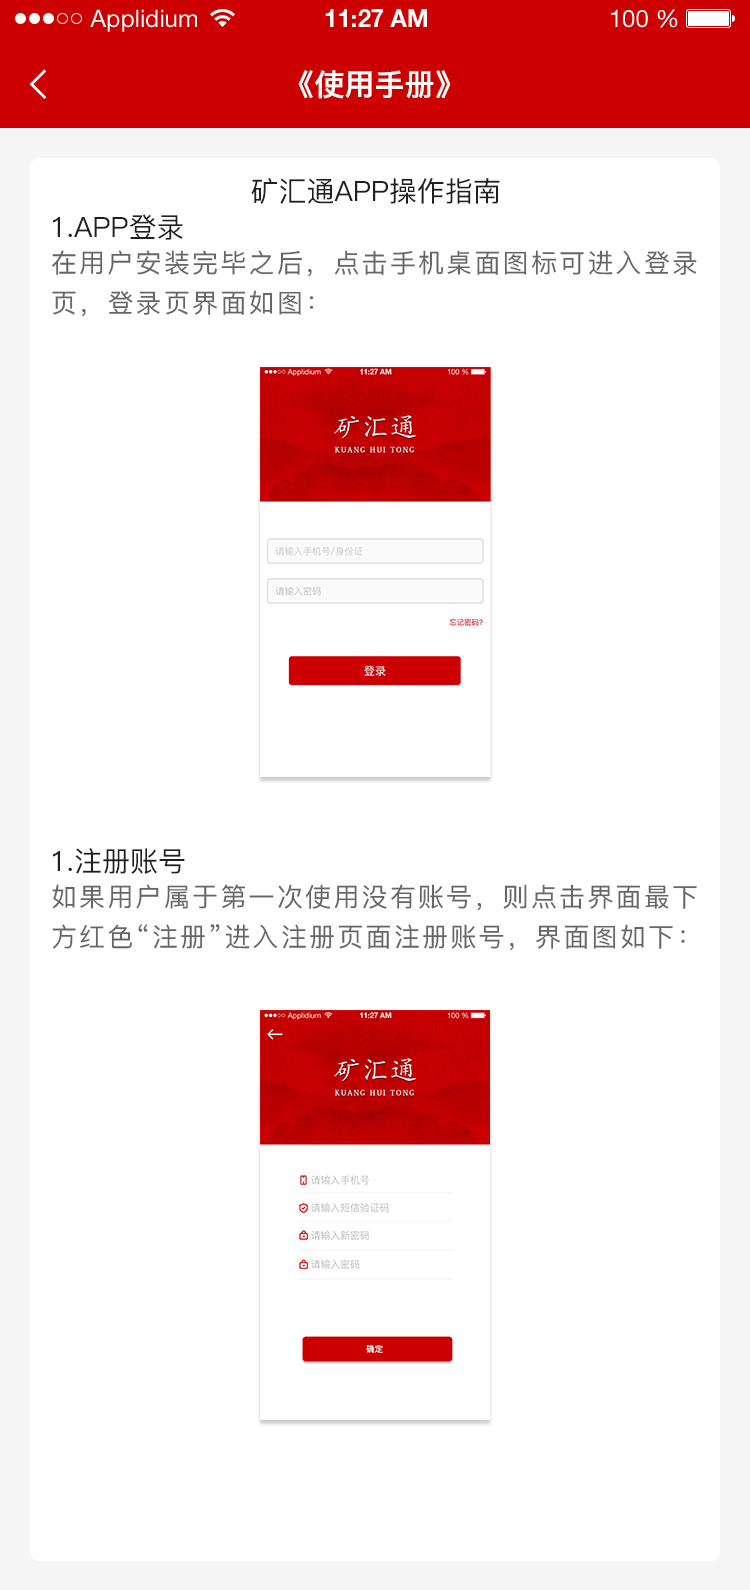 Applidium 11:27 AM 100 %
《使用手册》
矿汇通APP操作指南
1.APP登录
在用户安装完毕之后，点击手机桌面图标可进入登录
页，登录页界面如图：
Applidium 11:27 AM 100 %
矿汇通
KUANG HUI TONG
请输入手机号/身份证
请输入密码
忘记密码?
登录
1.注册账号
如果用户属于第一次使用没有账号，则点击界面最下
方红色“注册”进入注册页面注册账号，界面图如下：
Applidium 11:27 AM 100 %
矿汇通
KUANG HUI TONG
请输入手机号
请输入短信验证码
请输入新密码
请输入密码
确定